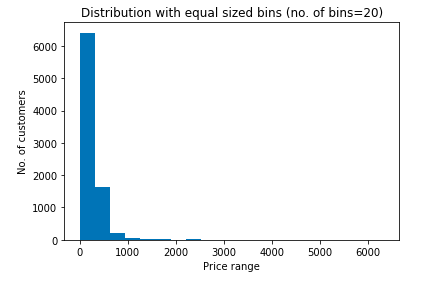 Distribution with equal sized bins (no. of bins=20)
No. of customers
6000
5000
4000
3000
2000
1000
0
0 1000 2000 3000 4000 5000 6000
Price range